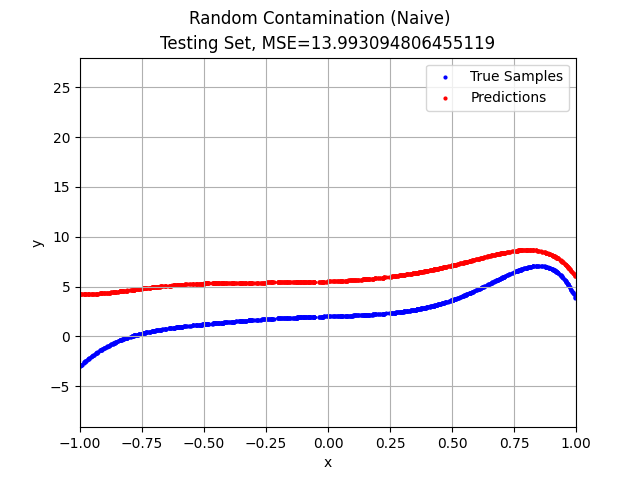 Random Contamination (Naive)
Testing Set, MSE=13.993094806455119
True Samples
Predictions
25
20
15
10
5
0
−5
y
−1.00 −0.75 −0.50 −0.25 0.00 0.25 0.50 0.75 1.00
x